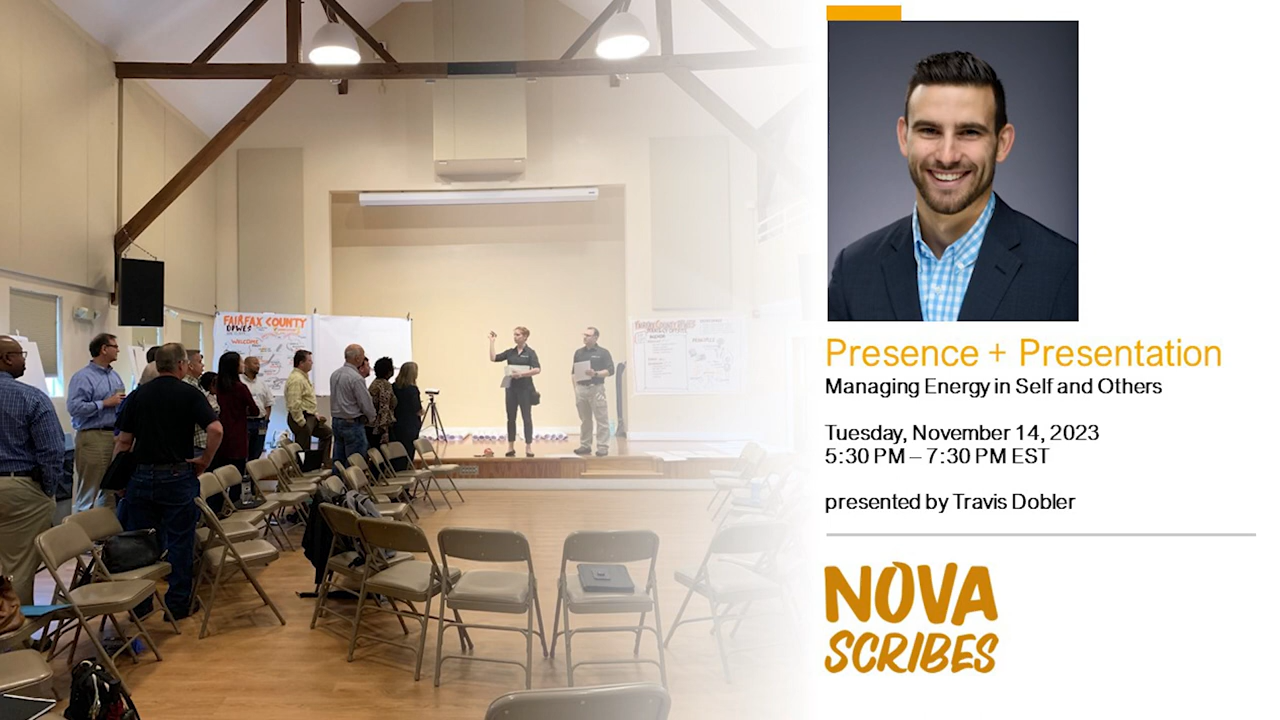 FAIRFAX COUNTY
DPWES
Welcome
Presence + Presentation
Managing Energy in Self and Others
Tuesday, November 14, 2023
5:30 PM – 7:30 PM EST
presented by Travis Dobler
NOVA
SCRIBES